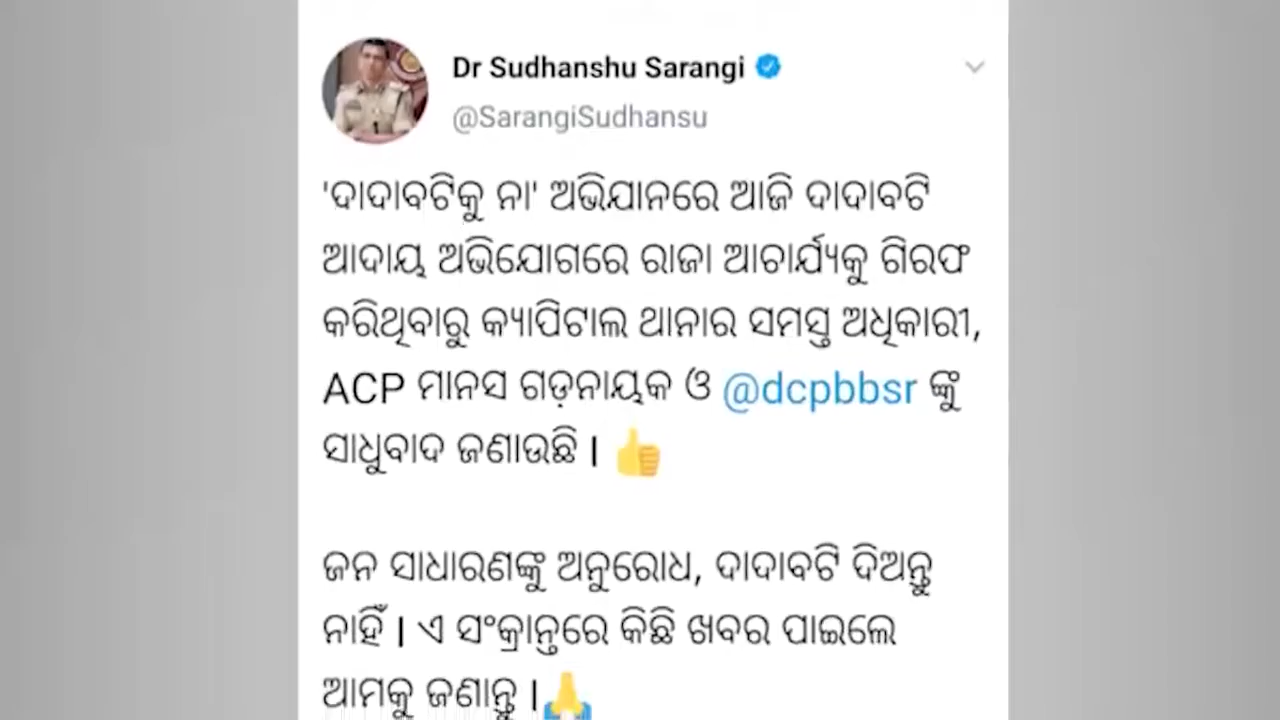 Dr Sudhanshu Sarangi
@SarangiSudhansu
'ଦାଦାବଟିକୁ ନା' ଅଭିଯାନରେ ଆଜି ଦାଦାବଟି
ଆଦାୟ ଅଭିଯୋଗରେ ରାଜା ଆଚାର୍ଯ୍ୟକୁ ଗିରଫ
କରିଥିବାରୁ କ୍ୟାପିଟାଲ ଥାନାର ସମସ୍ତ ଅଧିକାରୀ,
ACP ମାନସ ଗଡ଼ନାୟକ ଓ @dcpbbsr ଙ୍କୁ
ସାଧୁବାଦ ଜଣାଉଛି । 👍
ଜନ ସାଧାରଣଙ୍କୁ ଅନୁରୋଧ, ଦାଦାବଟି ଦିଅନ୍ତୁ
ନାହିଁ । ଏ ସଂକ୍ରାନ୍ତରେ କିଛି ଖବର ପାଇଲେ
ଆମକୁ ଜଣାନ୍ତୁ ।🙏